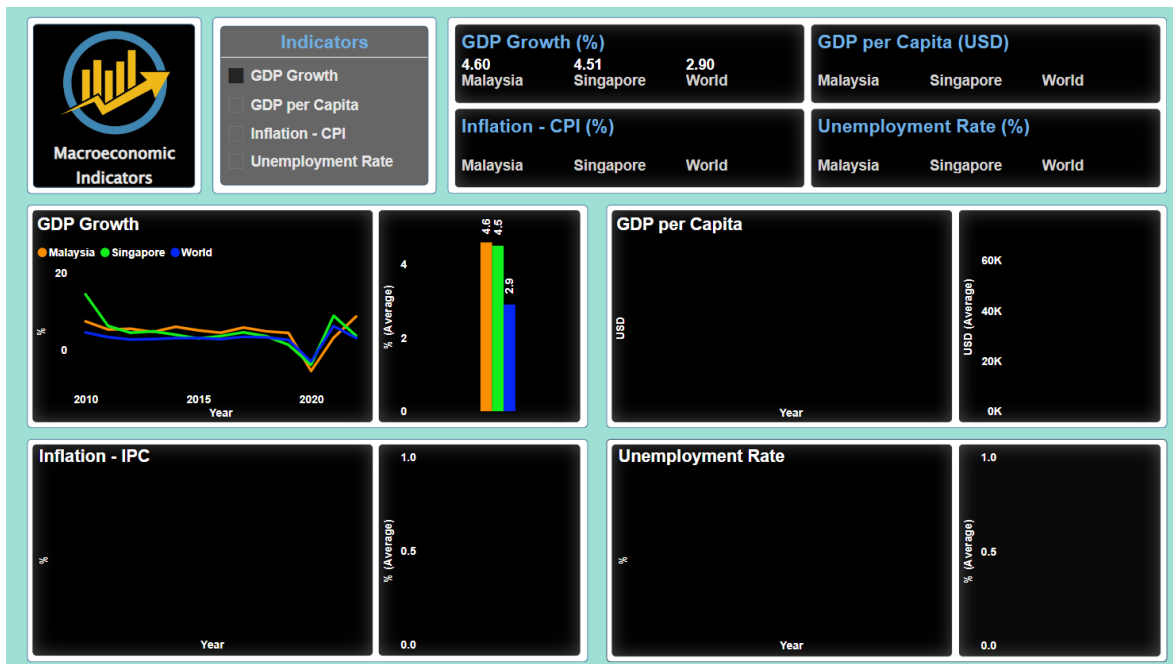 Macroeconomic
Indicators
Indicators
GDP Growth
GDP per Capita
Inflation - CPI
Unemployment Rate
GDP Growth (%)
4.60 4.51 2.90
Malaysia Singapore World
GDP per Capita (USD)
Malaysia Singapore World
Inflation - CPI (%)
Malaysia Singapore World
Unemployment Rate (%)
Malaysia Singapore World
GDP Growth
Malaysia Singapore World
20
%
0
2010 2015 2020
Year
4.6
4.5
2.9
4
% (Average)
2
0
GDP per Capita
USD
Year
60K
40K
USD (Average)
20K
0K
Inflation - IPC
%
Year
1.0
% (Average)
0.5
0.0
Unemployment Rate
%
Year
1.0
% (Average)
0.5
0.0